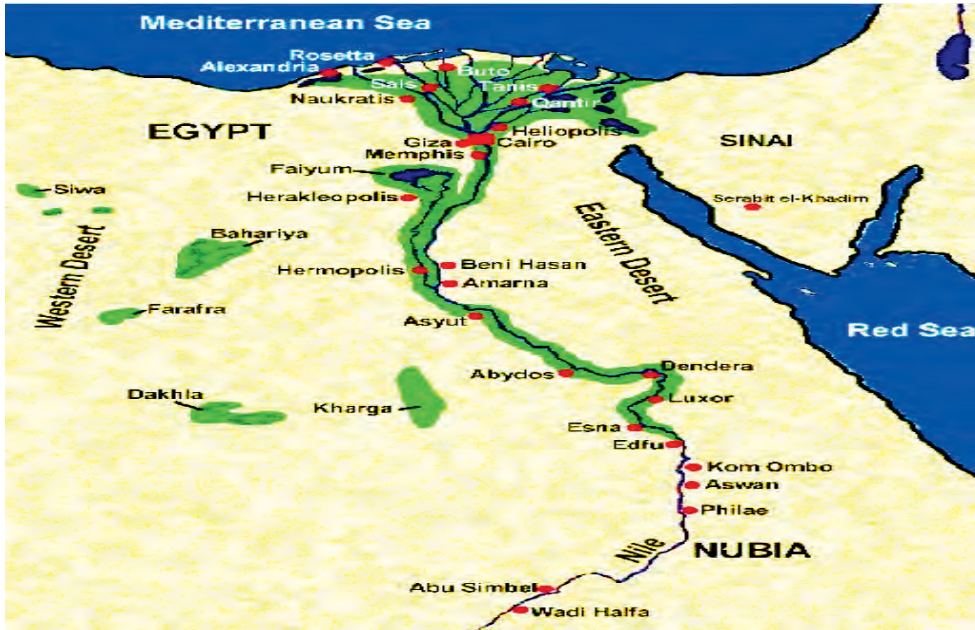 Mediterranean Sea
Rosetta
Alexandria
Buto
Sais
Tanis
Naukratis
Qantir
EGYPT
Heliopolis
SINAI
Giza
Cairo
Memphis
Faiyum
Siwa
Herakleopolis
Serabit el-Khadim
Bahariya
Western Desert
Eastern Desert
Hermopolis
Beni Hasan
Amarna
Farafra
Asyut
Red Sea
Abydos
Dendera
Dakhla
Kharga
Luxor
Esna
Edfu
Kom Ombo
Aswan
Philae
Nile
NUBIA
Abu Simbel
Wadi Halfa